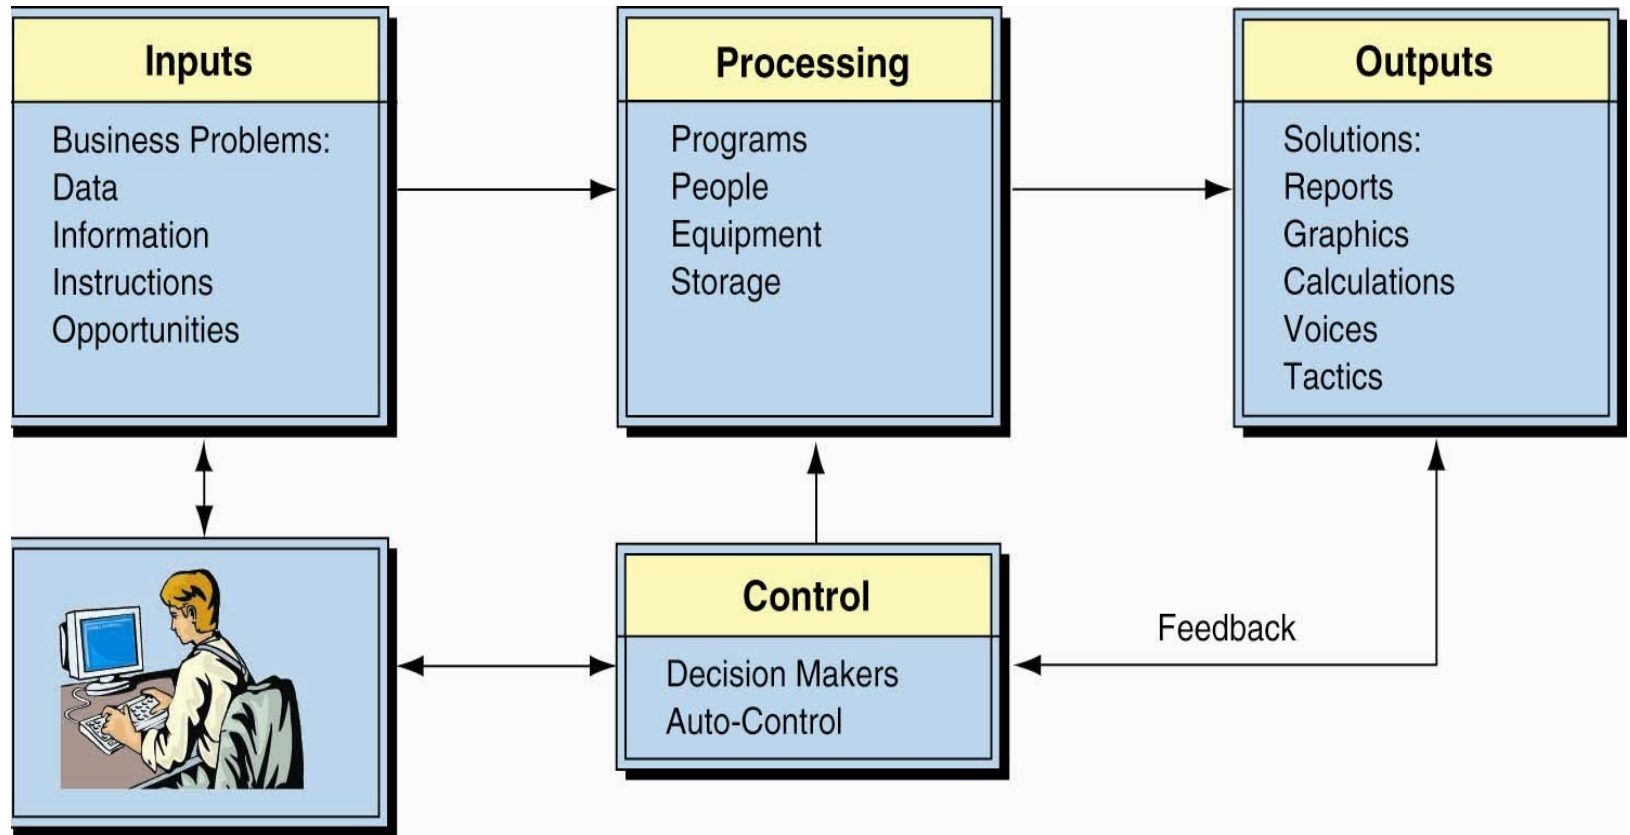 Inputs
Business Problems:
Data
Information
Instructions
Opportunities
Processing
Programs
People
Equipment
Storage
Outputs
Solutions:
Reports
Graphics
Calculations
Voices
Tactics
Control
Decision Makers
Auto-Control
Feedback